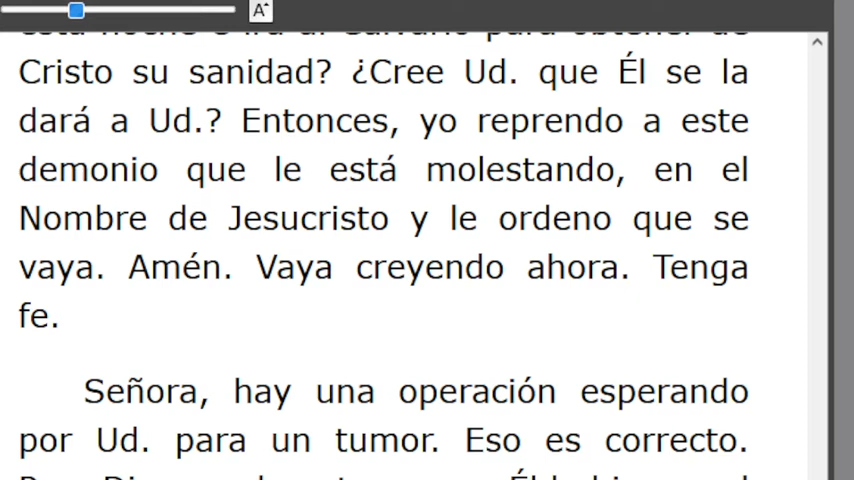 A
Cristo su sanidad? ¿Cree Ud. que Él se la
dará a Ud.? Entonces, yo reprendo a este
demonio que le está molestando, en el
Nombre de Jesucristo y le ordeno que se
vaya. Amén. Vaya creyendo ahora. Tenga
fe.
Señora, hay una operación esperando
por Ud. para un tumor. Eso es correcto.